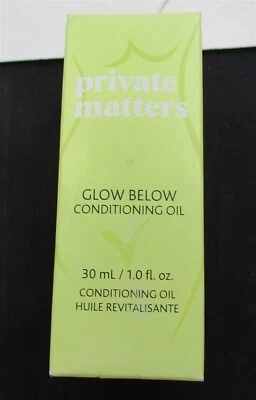 private
matters
GLOW BELOW
CONDITIONING OIL
30 mL / 1.0 fl. oz.
CONDITIONING OIL
HUILE REVITALISANTE